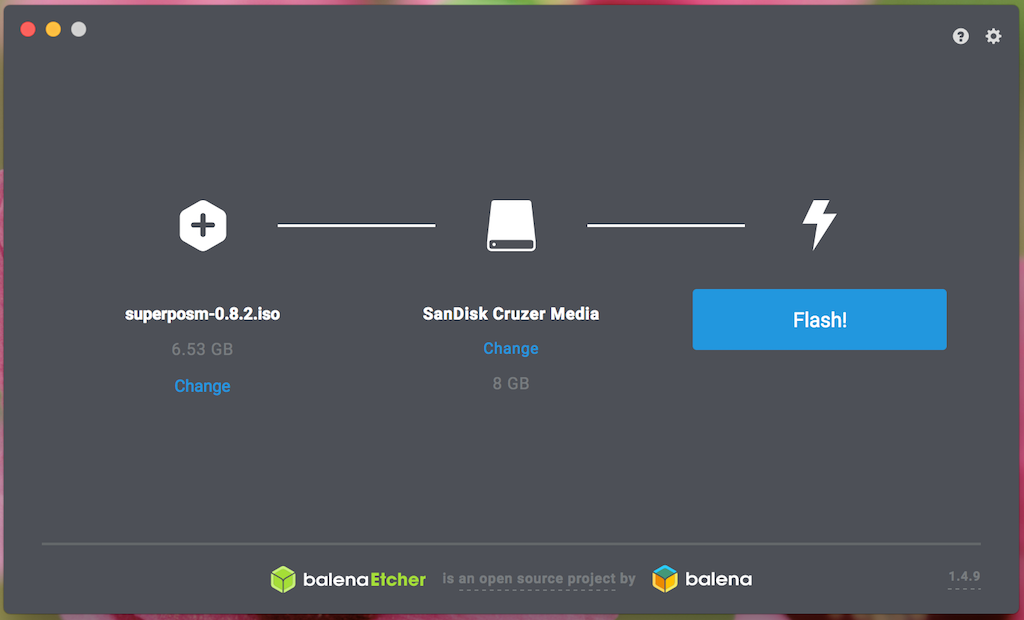 superposm-0.8.2.iso
6.53 GB
Change
SanDisk Cruzer Media
Change
8 GB
Flash!
balenaEtcher is an open source project by balena
1.4.9